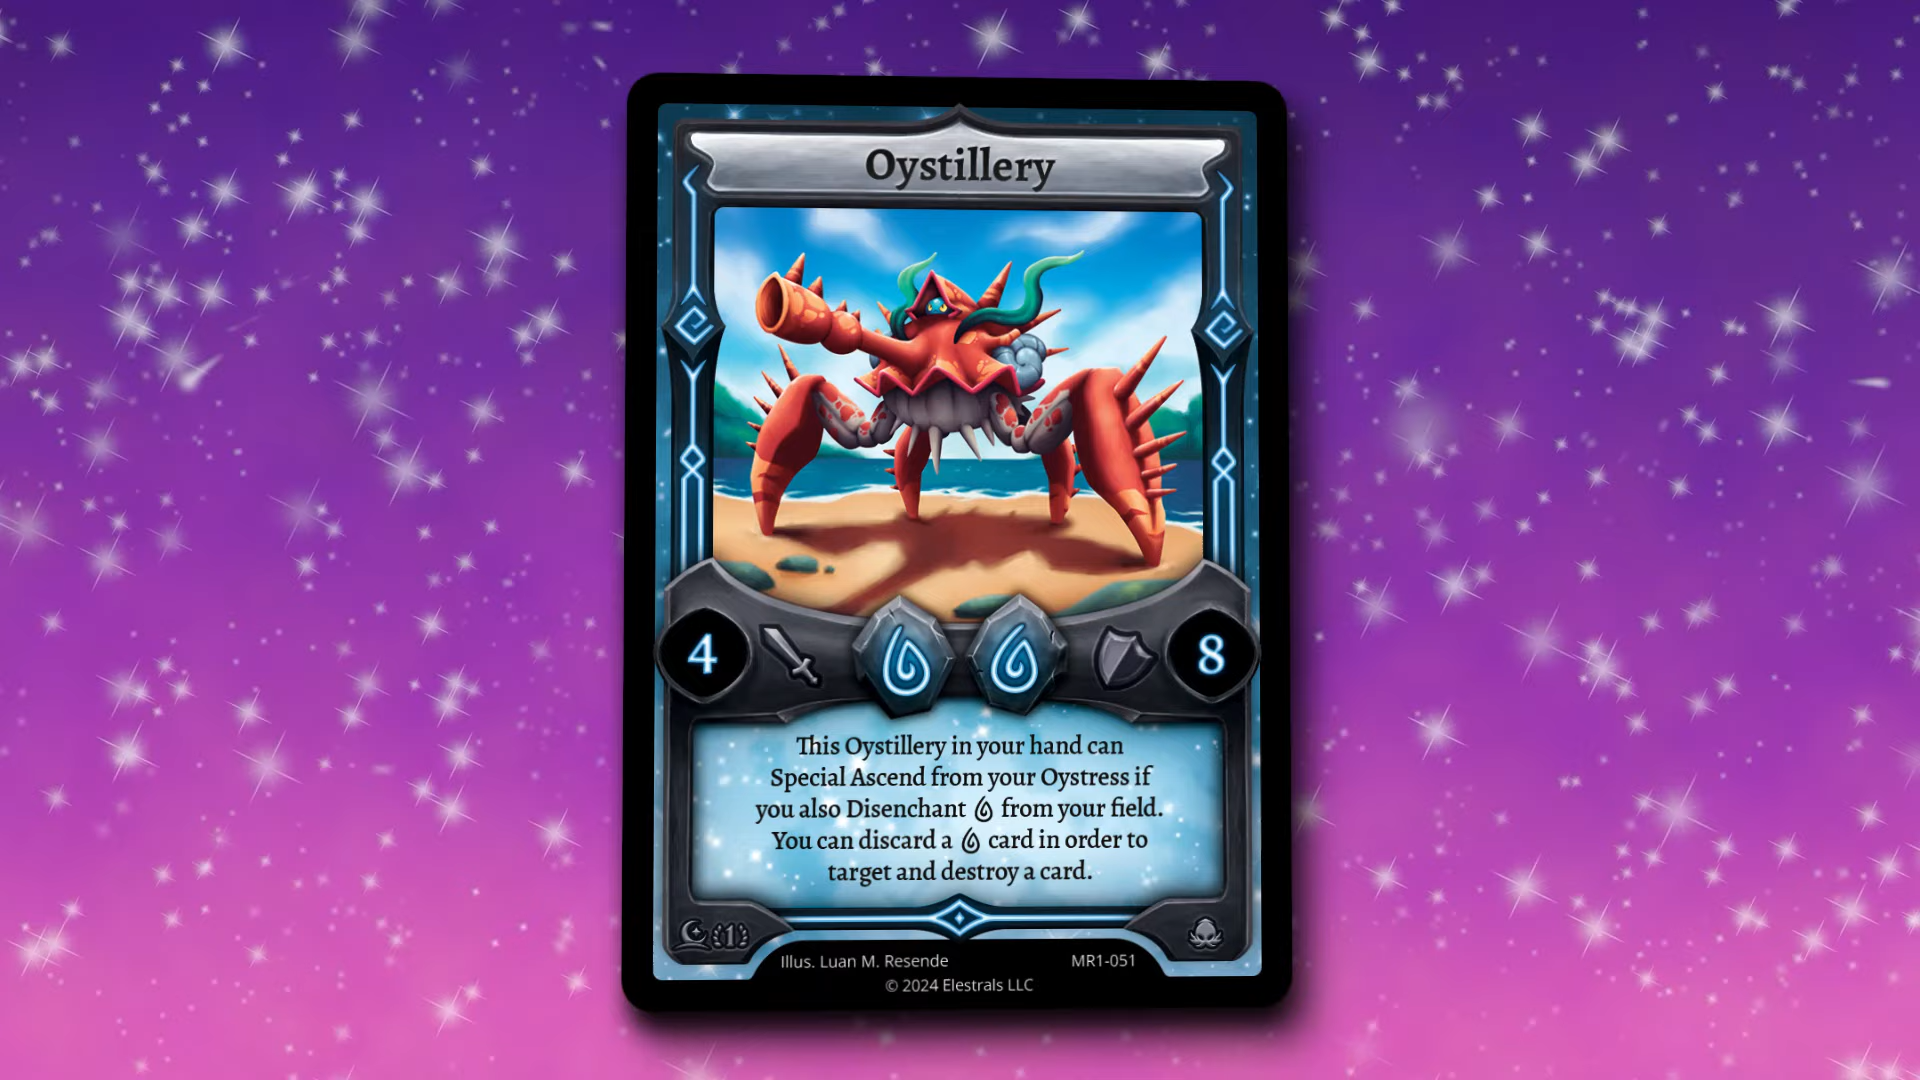 Oystillery
4
8
This Oystillery in your hand can
Special Ascend from your Oystress if
you also Disenchant from your field.
You can discard a card in order to
target and destroy a card.
1
Illus. Luan M. Resende
MR1-051
© 2024 Elestrals LLC